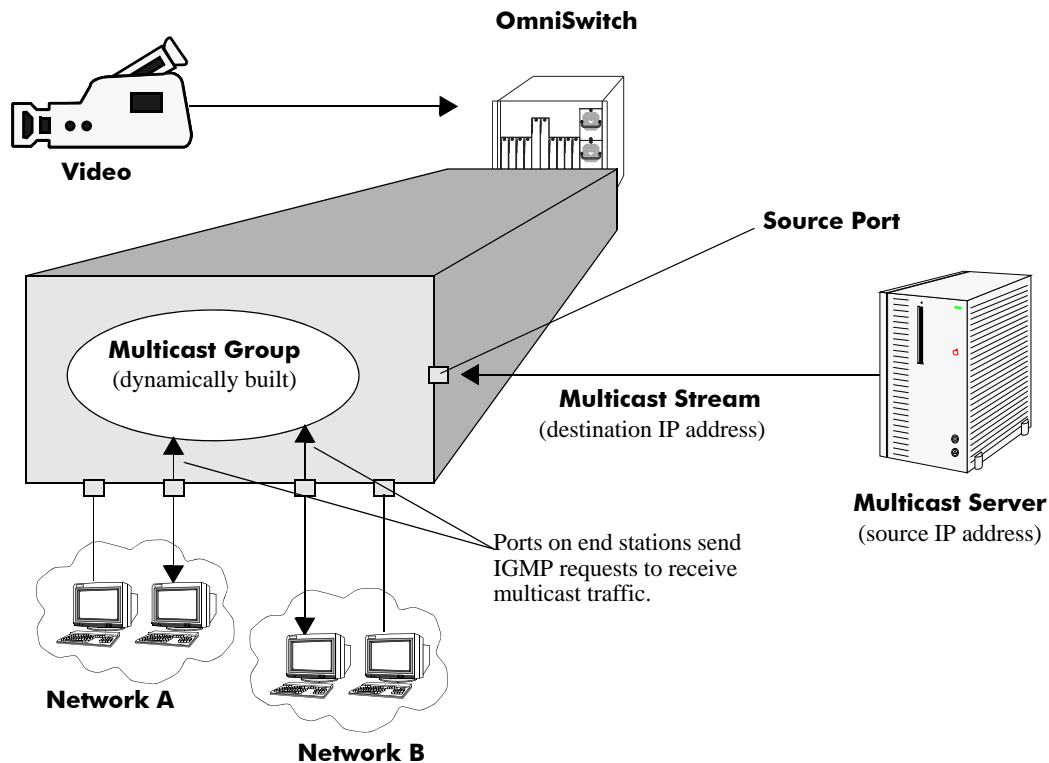 OmniSwitch
Video
Source Port
Multicast Group
(dynamically built)
Multicast Stream
(destination IP address)
Multicast Server
(source IP address)
Ports on end stations send
IGMP requests to receive
multicast traffic.
Network A
Network B